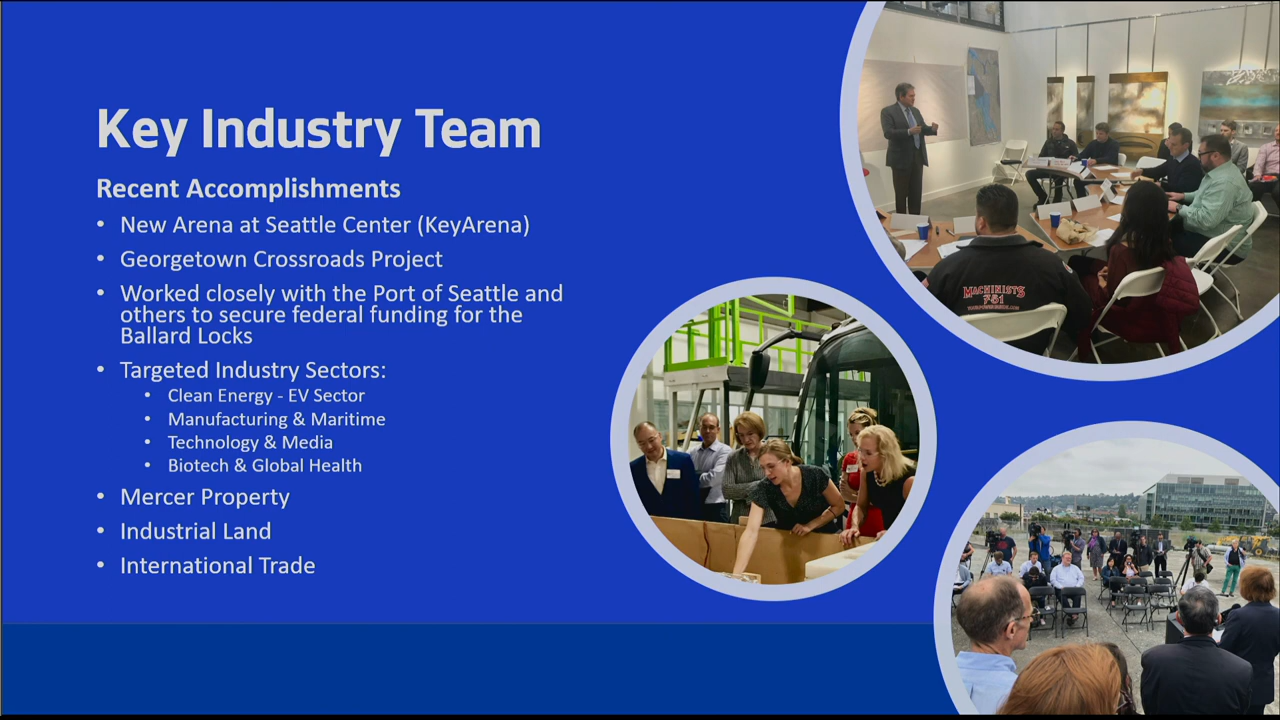 Key Industry Team
Recent Accomplishments
• New Arena at Seattle Center (KeyArena)
• Georgetown Crossroads Project
• Worked closely with the Port of Seattle and
others to secure federal funding for the
Ballard Locks
• Targeted Industry Sectors:
• Clean Energy - EV Sector
• Manufacturing & Maritime
• Technology & Media
• Biotech & Global Health
• Mercer Property
• Industrial Land
• International Trade
MACHINISTS
751